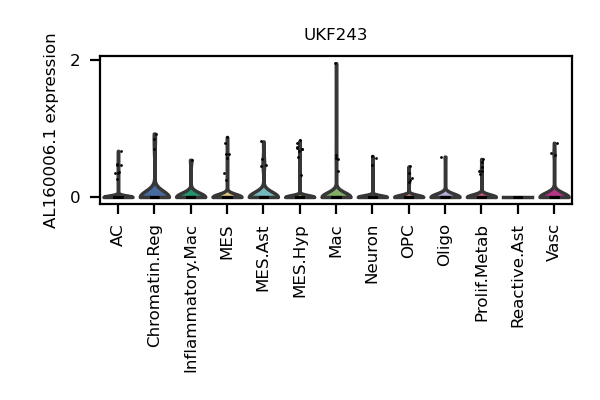 UKF243
AL160006.1 expression
2
0
AC
Chromatin.Reg
Inflammatory.Mac
MES
MES.Ast
MES.Hyp
Mac
Neuron
OPC
Oligo
Prolif.Metab
Reactive.Ast
Vasc